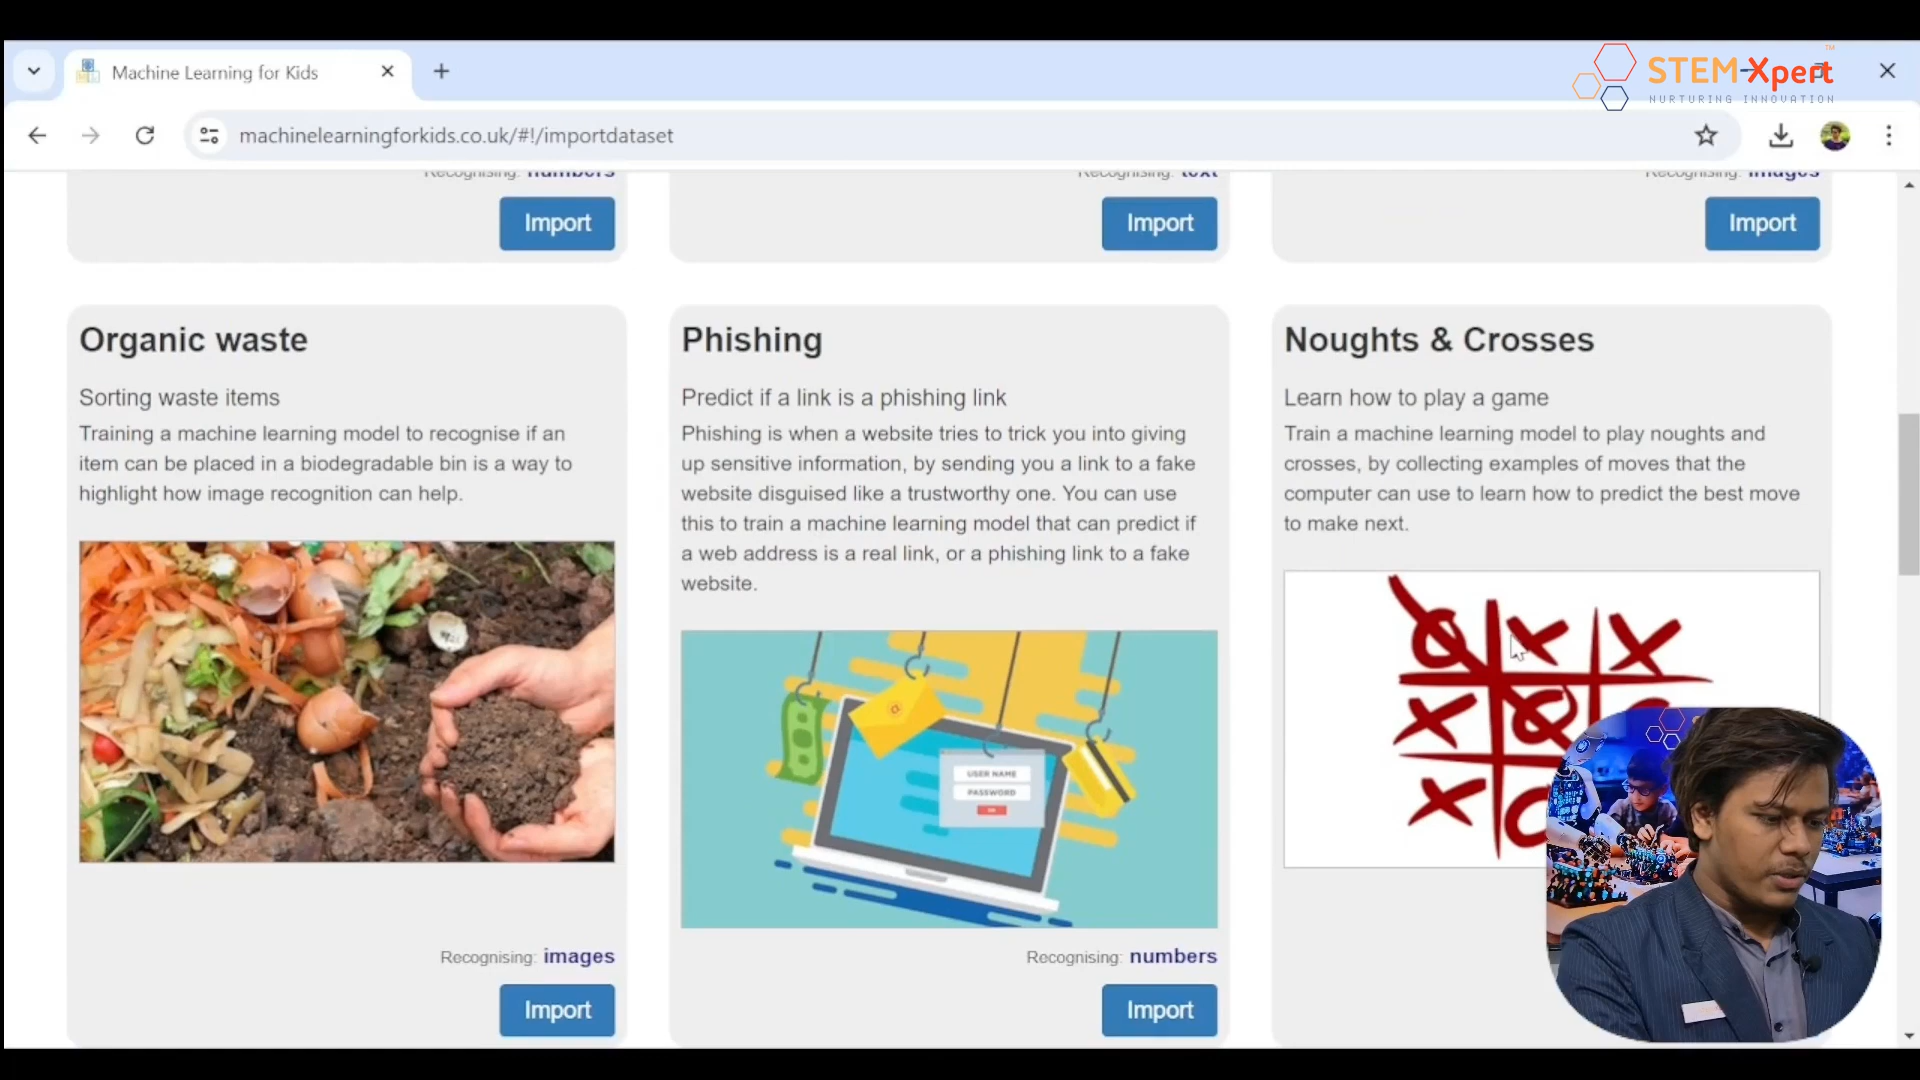 Machine Learning for Kids
STEM-Xpert
TM
NURTURING INNOVATION
machinelearningforkids.co.uk/#!/importdataset
Recognising: numbers
Recognising: text
Recognising: images
Import
Import
Import
Organic waste
Sorting waste items
Training a machine learning model to recognise if an
item can be placed in a biodegradable bin is a way to
highlight how image recognition can help.
Recognising: images
Import
Phishing
Predict if a link is a phishing link
Phishing is when a website tries to trick you into giving
up sensitive information, by sending you a link to a fake
website disguised like a trustworthy one. You can use
this to train a machine learning model that can predict if
a web address is a real link, or a phishing link to a fake
website.
USER NAME
PASSWORD
Recognising: numbers
Import
Noughts & Crosses
Learn how to play a game
Train a machine learning model to play noughts and
crosses, by collecting examples of moves that the
computer can use to learn how to predict the best move
to make next.